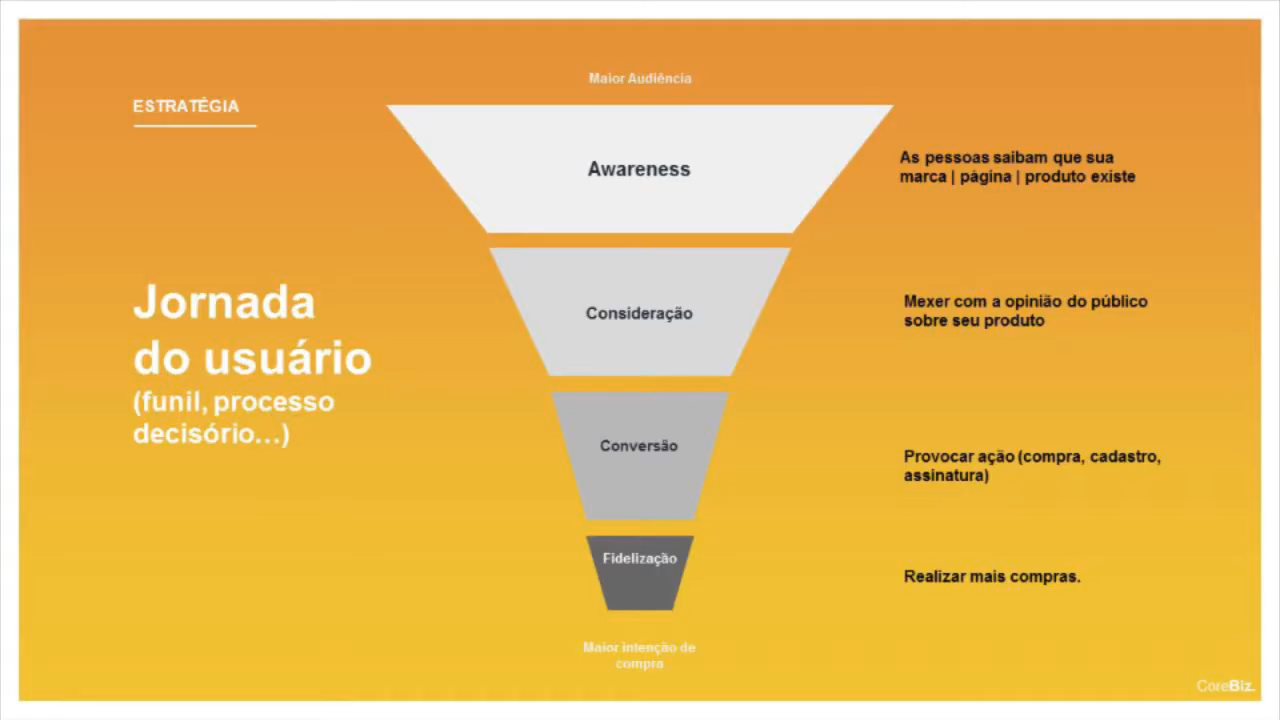 Maior Audiência
ESTRATÉGIA
Awareness
As pessoas saibam que sua
marca | página | produto existe
Jornada
do usuário
(funil, processo
decisório...)
Consideração
Mexer com a opinião do público
sobre seu produto
Conversão
Provocar ação (compra, cadastro,
assinatura)
Fidelização
Realizar mais compras.
Maior intenção de
compra
CoreBiz.